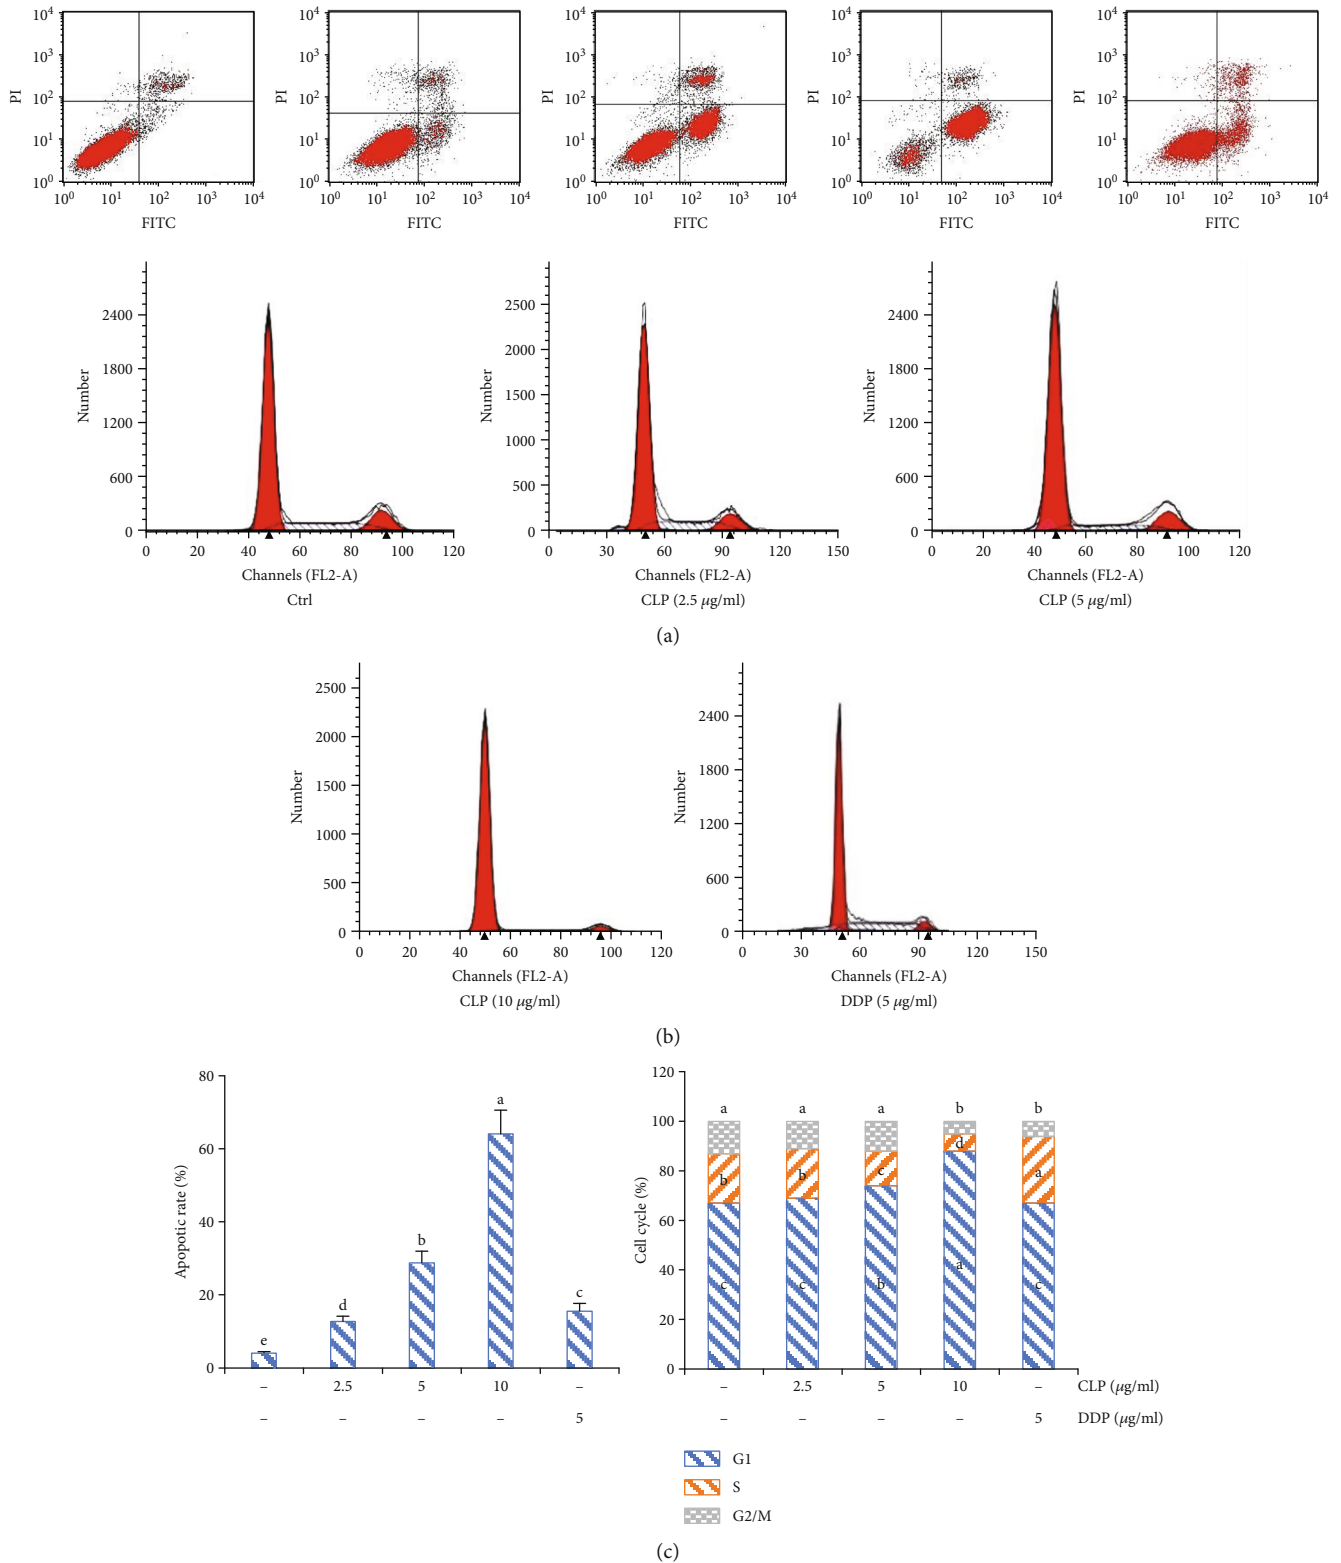 10⁴ 10⁴ 10⁴ 10⁴ 10⁴
10³ 10³ 10³ 10³ 10³
PI PI PI PI PI
10² 10² 10² 10² 10²
10¹ 10¹ 10¹ 10¹ 10¹
10⁰ 10⁰ 10⁰ 10⁰ 10⁰
10⁰ 10¹ 10² 10³ 10⁴ 10⁰ 10¹ 10² 10³ 10⁴ 10⁰ 10¹ 10² 10³ 10⁴ 10⁰ 10¹ 10² 10³ 10⁴ 10⁰ 10¹ 10² 10³ 10⁴
FITC FITC FITC FITC FITC
Number
2400
1800
1200
600
0
0 20 40 60 80 100 120
Channels (FL2-A)
Ctrl
Number
2500
2000
1500
1000
500
0
0 30 60 90 120 150
Channels (FL2-A)
CLP (2.5 μg/ml)
Number
2400
1800
1200
600
0
0 20 40 60 80 100 120
Channels (FL2-A)
CLP (5 μg/ml)
(a)
Number
2500
2000
1500
1000
500
0
0 20 40 60 80 100 120
Channels (FL2-A)
CLP (10 μg/ml)
Number
2400
1800
1200
600
0
0 30 60 90 120 150
Channels (FL2-A)
DDP (5 μg/ml)
(b)
Apopotic rate (%)
80
60
40
20
0
e d b a c
– 2.5 5 10 –
– – – – 5
Cell cycle (%)
120
100
80
60
40
20
0
a a a b b
b b c d a
c c b a c
– 2.5 5 10 – CLP (μg/ml)
– – – – 5 DDP (μg/ml)
G1
S
G2/M
(c)